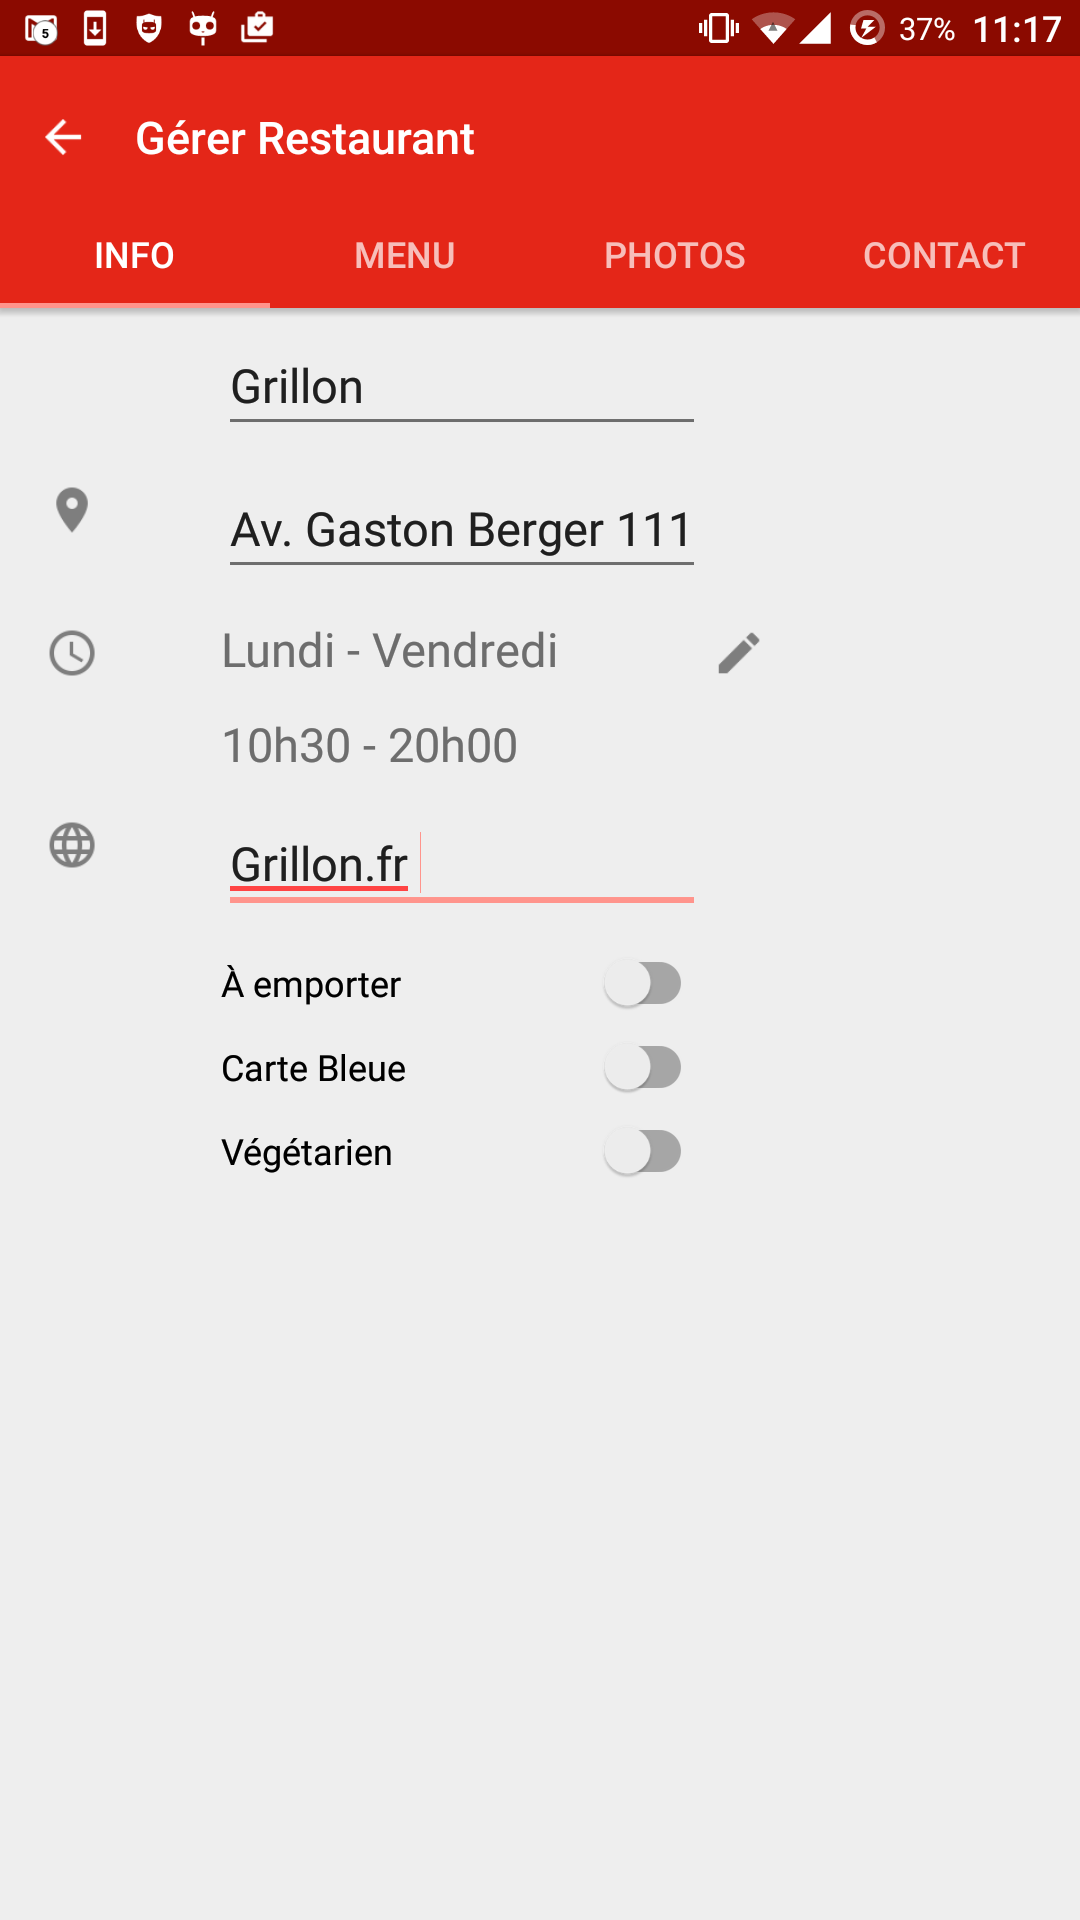 5 37% 11:17
Gérer Restaurant
INFO MENU PHOTOS CONTACT
Grillon
Av. Gaston Berger 111
Lundi - Vendredi
10h30 - 20h00
Grillon.fr
À emporter
Carte Bleue
Végétarien